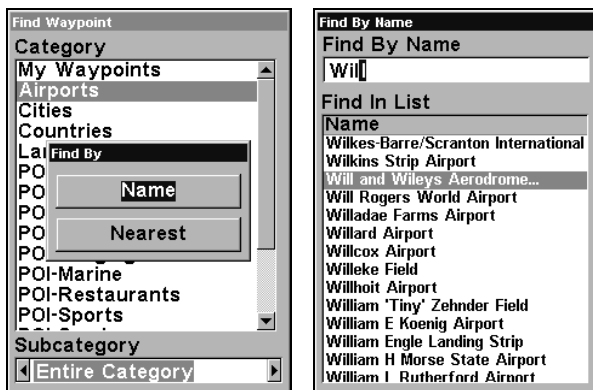 Find Waypoint
Category
My Waypoints
Airports
Cities
Countries
Find By
Name
Nearest
POI-Marine
POI-Restaurants
POI-Sports
Subcategory
Entire Category
Find By Name
Find By Name
Wil
Find In List
Name
Wilkes-Barre/Scranton International
Wilkins Strip Airport
Will and Wileys Aerodrome...
Will Rogers World Airport
Willadae Farms Airport
Willard Airport
Willcox Airport
Willeke Field
Willhoit Airport
William 'Tiny' Zehnder Field
William E Koenig Airport
William Engle Landing Strip
William H Morse State Airport
William L Rutherford Airport